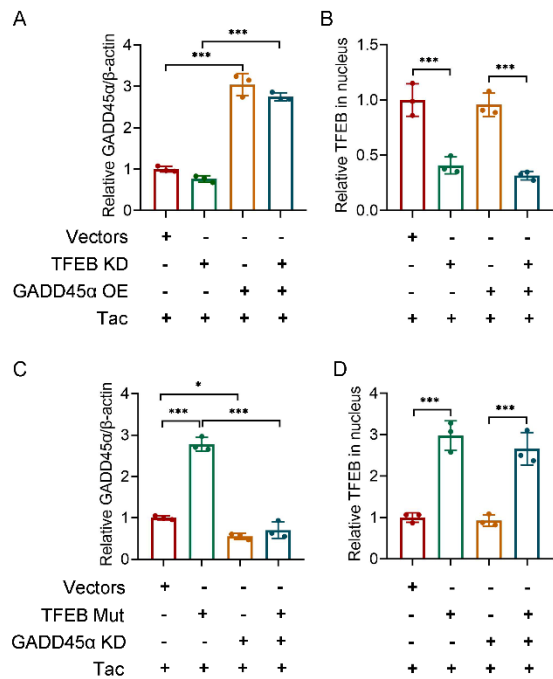 A
B
***
***
***
***
Relative GADD45α/β-actin
4
3
2
1
0
Relative TFEB in nucleus
1.5
1.0
0.5
0.0
Vectors + - - - + - - -
TFEB KD - + - + - + - +
GADD45α OE - - + + - - + +
Tac + + + + + + + +
C
D
*
***
***
***
***
Relative GADD45α/β-actin
4
3
2
1
0
Relative TFEB in nucleus
4
3
2
1
0
Vectors + - - - + - - -
TFEB Mut - + - + - + - +
GADD45α KD - - + + - - + +
Tac + + + + + + + +